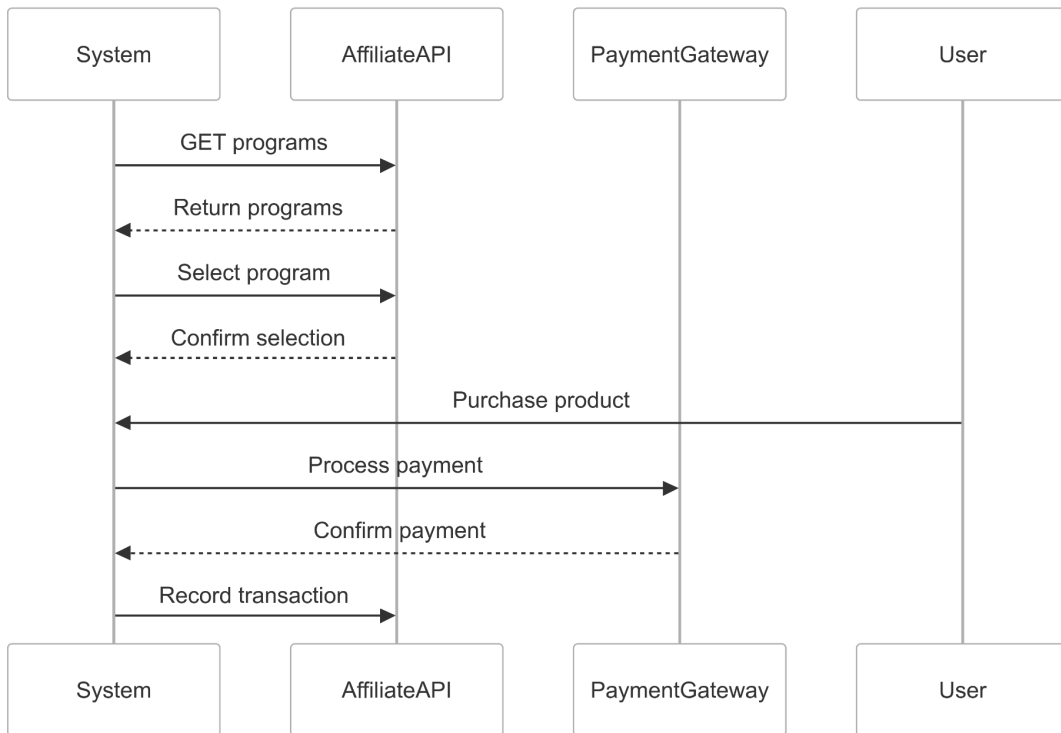 System
AffiliateAPI
PaymentGateway
User
GET programs
Return programs
Select program
Confirm selection
Purchase product
Process payment
Confirm payment
Record transaction
System
AffiliateAPI
PaymentGateway
User